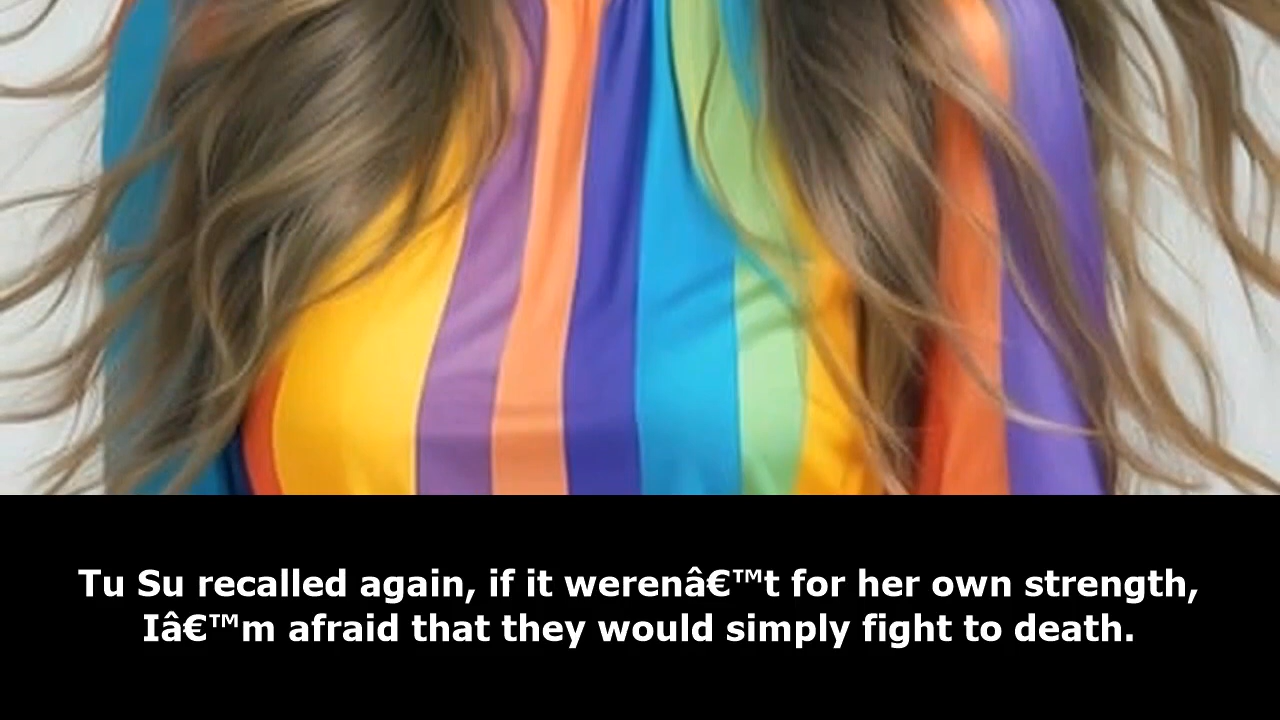 Tu Su recalled again, if it werenâ€™t for her own strength,
Iâ€™m afraid that they would simply fight to death.